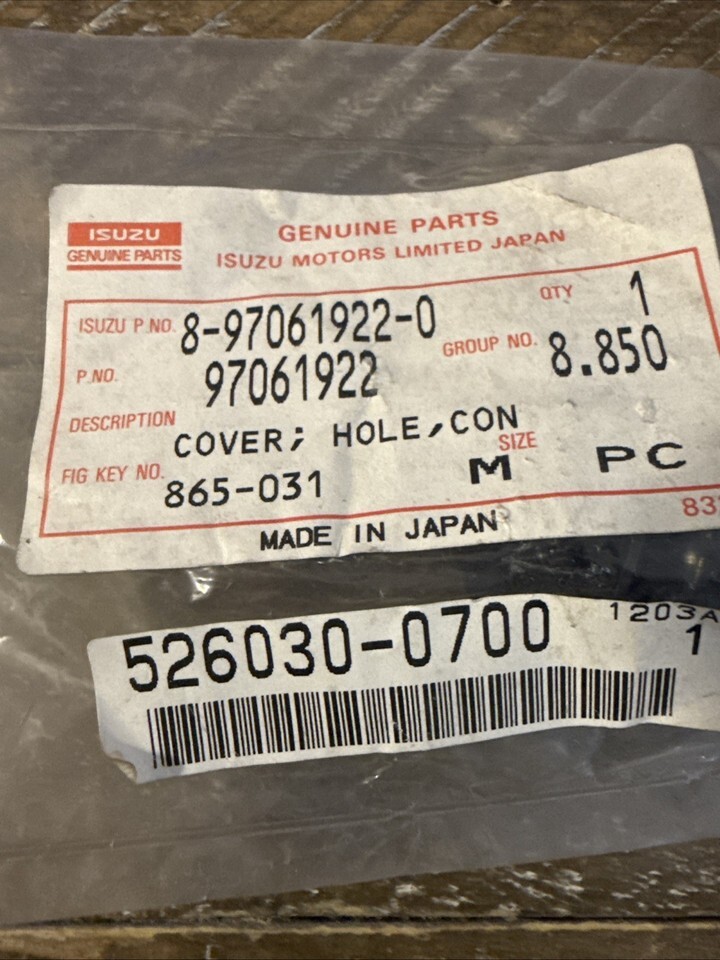 ISUZU
GENUINE PARTS
GENUINE PARTS
ISUZU MOTORS LIMITED JAPAN
ISUZU P.NO. 8-97061922-0 QTY 1
P.NO. 97061922 GROUP NO. 8.850
DESCRIPTION COVER; HOLE,CON
FIG KEY NO. 865-031 SIZE M PC
MADE IN JAPAN 83
526030-0700 1203A
1